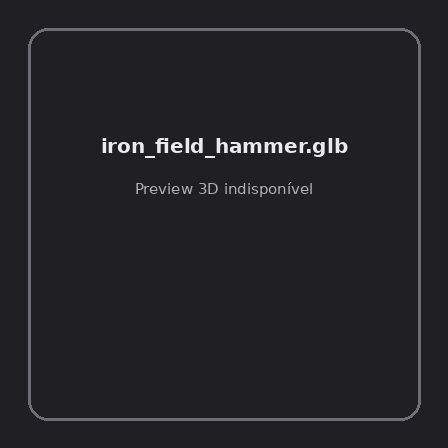 iron_field_hammer.glb
Preview 3D indisponível